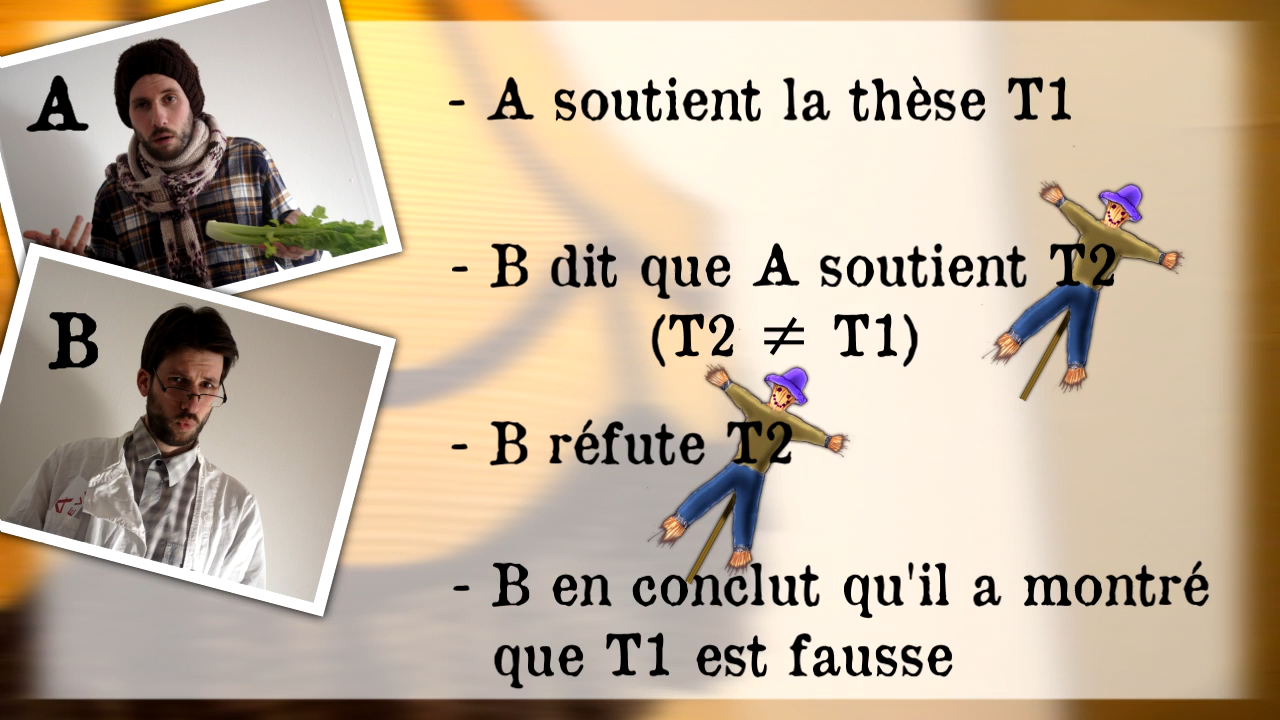 A
B
- A soutient la thèse T1
- B dit que A soutient T2
(T2 ≠ T1)
- B réfute T2
- B en conclut qu'il a montré
que T1 est fausse